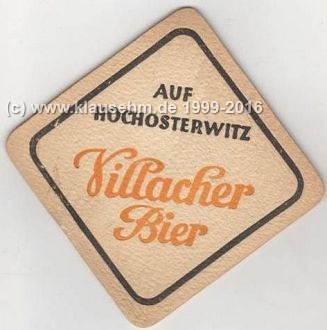 AUF
(c) www.klausehm.de 1999-2016
HOCHOSTERWITZ
Villacher
Bier